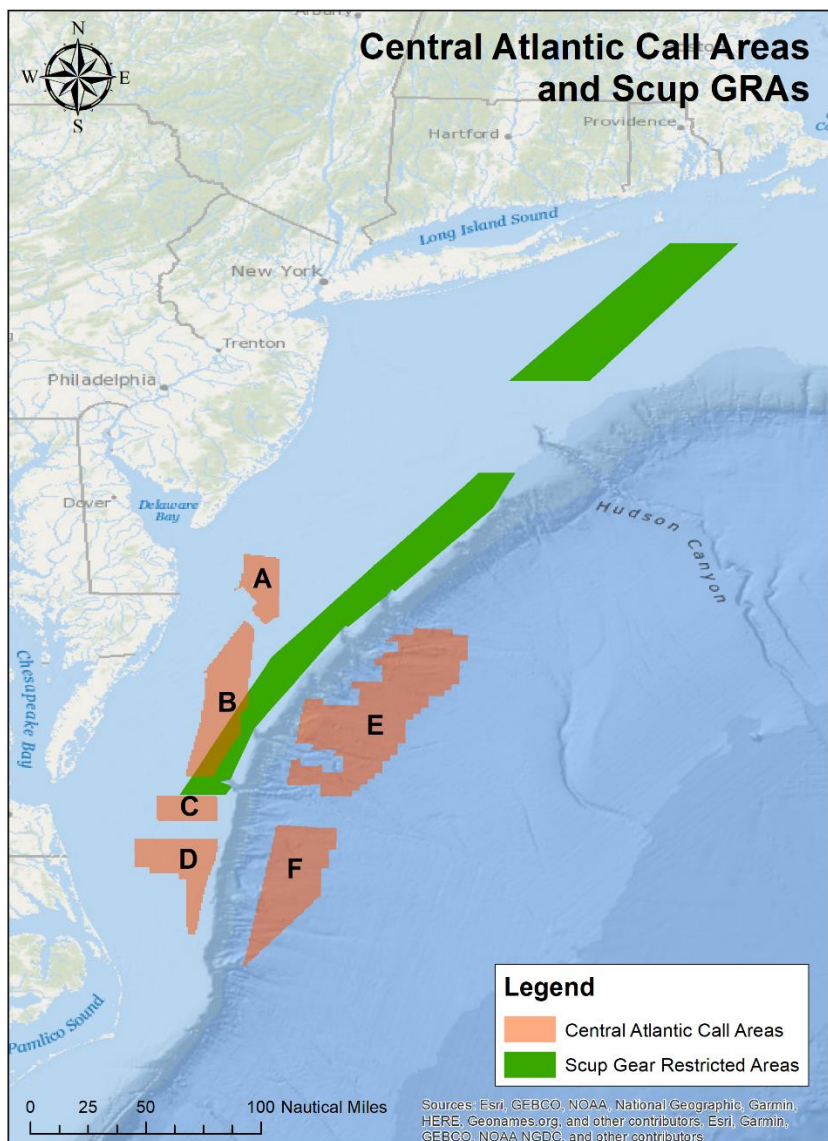 Central Atlantic Call Areas
and Scup GRAs
N
W
E
S
Albany
Boston
Hartford
Providence
Long Island Sound
New York
Trenton
Philadelphia
Dover
Delaware
Bay
Hudson Canyon
Chesapeake Bay
A
B
E
C
D
F
Pamlico Sound
Legend
Central Atlantic Call Areas
Scup Gear Restricted Areas
0 25 50 100 Nautical Miles
Sources: Esri, GEBCO, NOAA, National Geographic, Garmin,
HERE, Geonames.org, and other contributors, Esri, Garmin,
GEBCO, NOAA NGDC, and other contributors